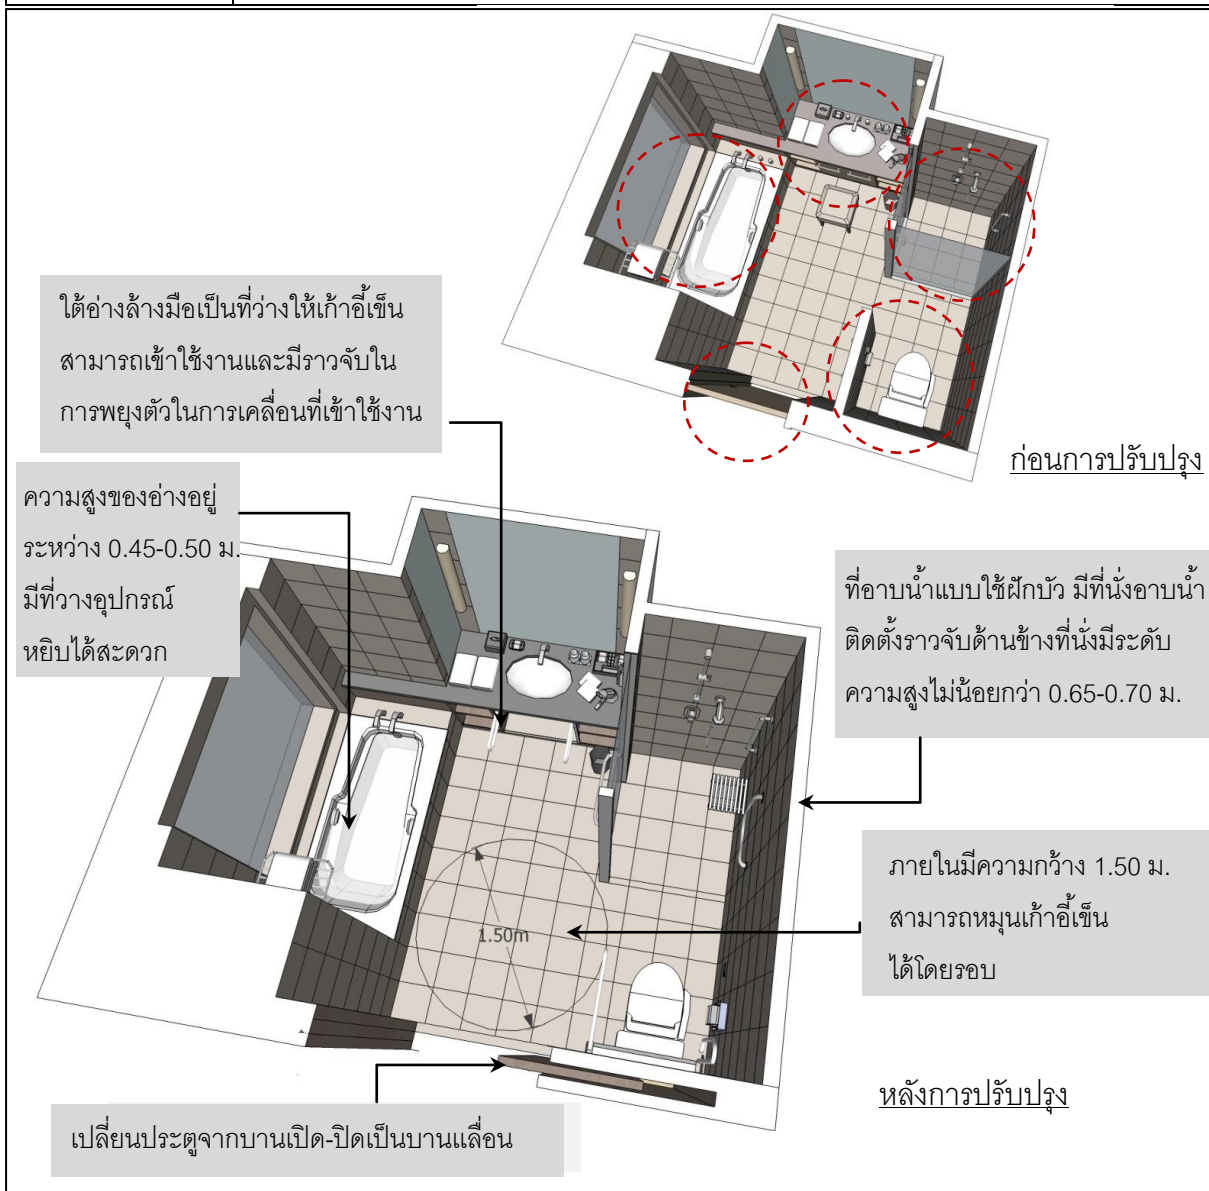 ใต้อ่างล้างมือเป็นที่ว่างให้เก้าอี้เข็น
สามารถเข้าใช้งานและมีราวจับใน
การพยุงตัวในการเคลื่อนที่เข้าใช้งาน
ก่อนการปรับปรุง
ความสูงของอ่างอยู่
ระหว่าง 0.45-0.50 ม.
มีที่วางอุปกรณ์
หยิบได้สะดวก
ที่อาบน้ำแบบใช้ฝักบัว มีที่นั่งอาบน้ำ
ติดตั้งราวจับด้านข้างที่นั่งมีระดับ
ความสูงไม่น้อยกว่า 0.65-0.70 ม.
ภายในมีความกว้าง 1.50 ม.
สามารถหมุนเก้าอี้เข็น
ได้โดยรอบ
1.50m
หลังการปรับปรุง
เปลี่ยนประตูจากบานเปิด-ปิดเป็นบานแลื่อน